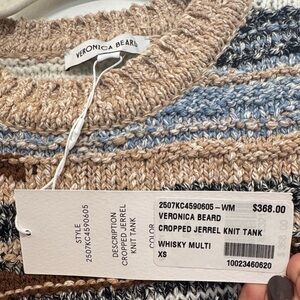 VERONICA BEARD
STYLE
2507KC4590605
DESCRIPTION
CROPPED JERREL
KNIT TANK
COLOR
2507KC4590605-WM $368.00
VERONICA BEARD
CROPPED JERREL KNIT TANK
WHISKY MULTI
XS
10023460620